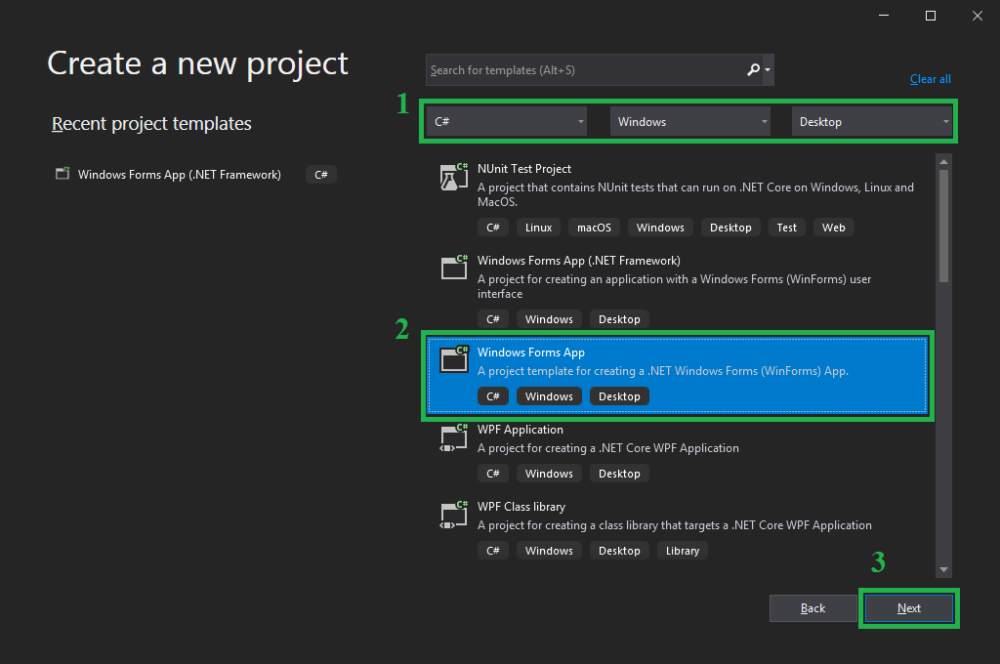 Create a new project
Search for templates (Alt+S)
Clear all
1
C#
Windows
Desktop
Recent project templates
Windows Forms App (.NET Framework)
C#
C#
NUnit Test Project
A project that contains NUnit tests that can run on .NET Core on Windows, Linux and
MacOS.
C#
Linux
macOS
Windows
Desktop
Test
Web
C#
Windows Forms App (.NET Framework)
A project for creating an application with a Windows Forms (WinForms) user
interface
C#
Windows
Desktop
2
C#
Windows Forms App
A project template for creating a .NET Windows Forms (WinForms) App.
C#
Windows
Desktop
C#
WPF Application
A project for creating a .NET Core WPF Application
C#
Windows
Desktop
C#
WPF Class library
A project for creating a class library that targets a .NET Core WPF Application
C#
Windows
Desktop
Library
3
Back
Next